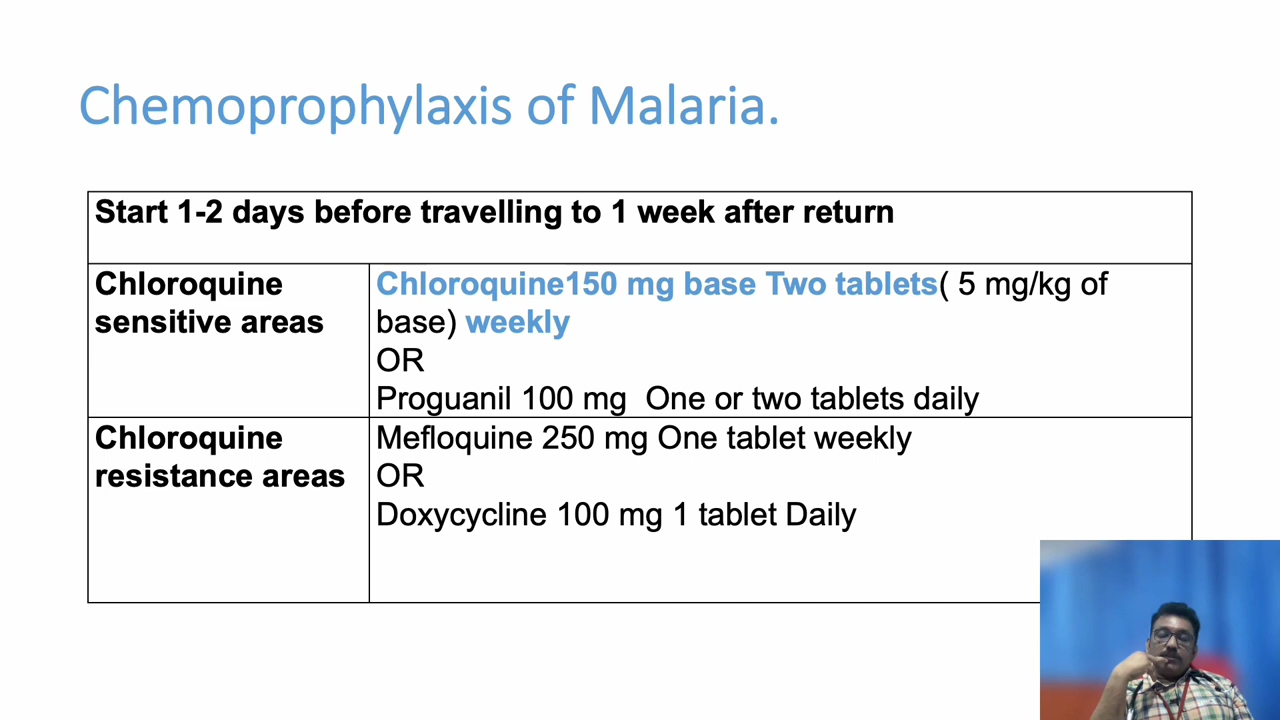 Chemoprophylaxis of Malaria.
Start 1-2 days before travelling to 1 week after return
Chloroquine
sensitive areas
Chloroquine150 mg base Two tablets( 5 mg/kg of
base) weekly
OR
Proguanil 100 mg  One or two tablets daily
Chloroquine
resistance areas
Mefloquine 250 mg One tablet weekly
OR
Doxycycline 100 mg 1 tablet Daily